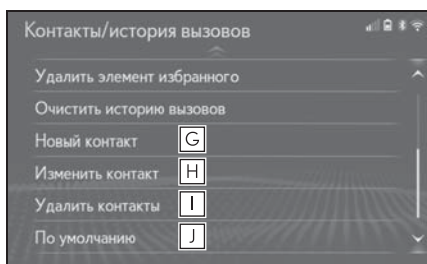 Контакты/история вызовов
Удалить элемент избранного
Очистить историю вызовов
Новый контакт G
Изменить контакт H
Удалить контакты I
По умолчанию J